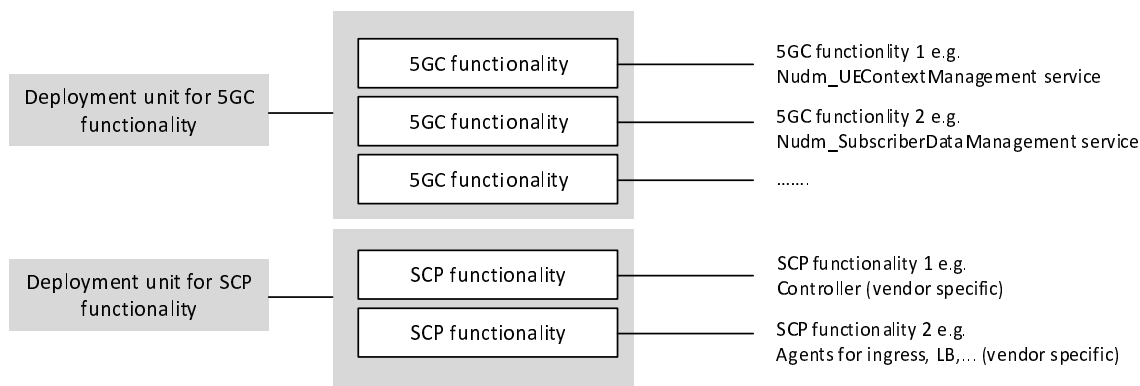 Deployment unit for 5GC
functionality
5GC functionality
5GC functionality
5GC functionality
5GC functionlity 1 e.g.
Nudm_UEContextManagement service
5GC functionlity 2 e.g.
Nudm_SubscriberDataManagement service
.......
Deployment unit for SCP
functionality
SCP functionality
SCP functionality
SCP functionality 1 e.g.
Controller (vendor specific)
SCP functionality 2 e.g.
Agents for ingress, LB,... (vendor specific)